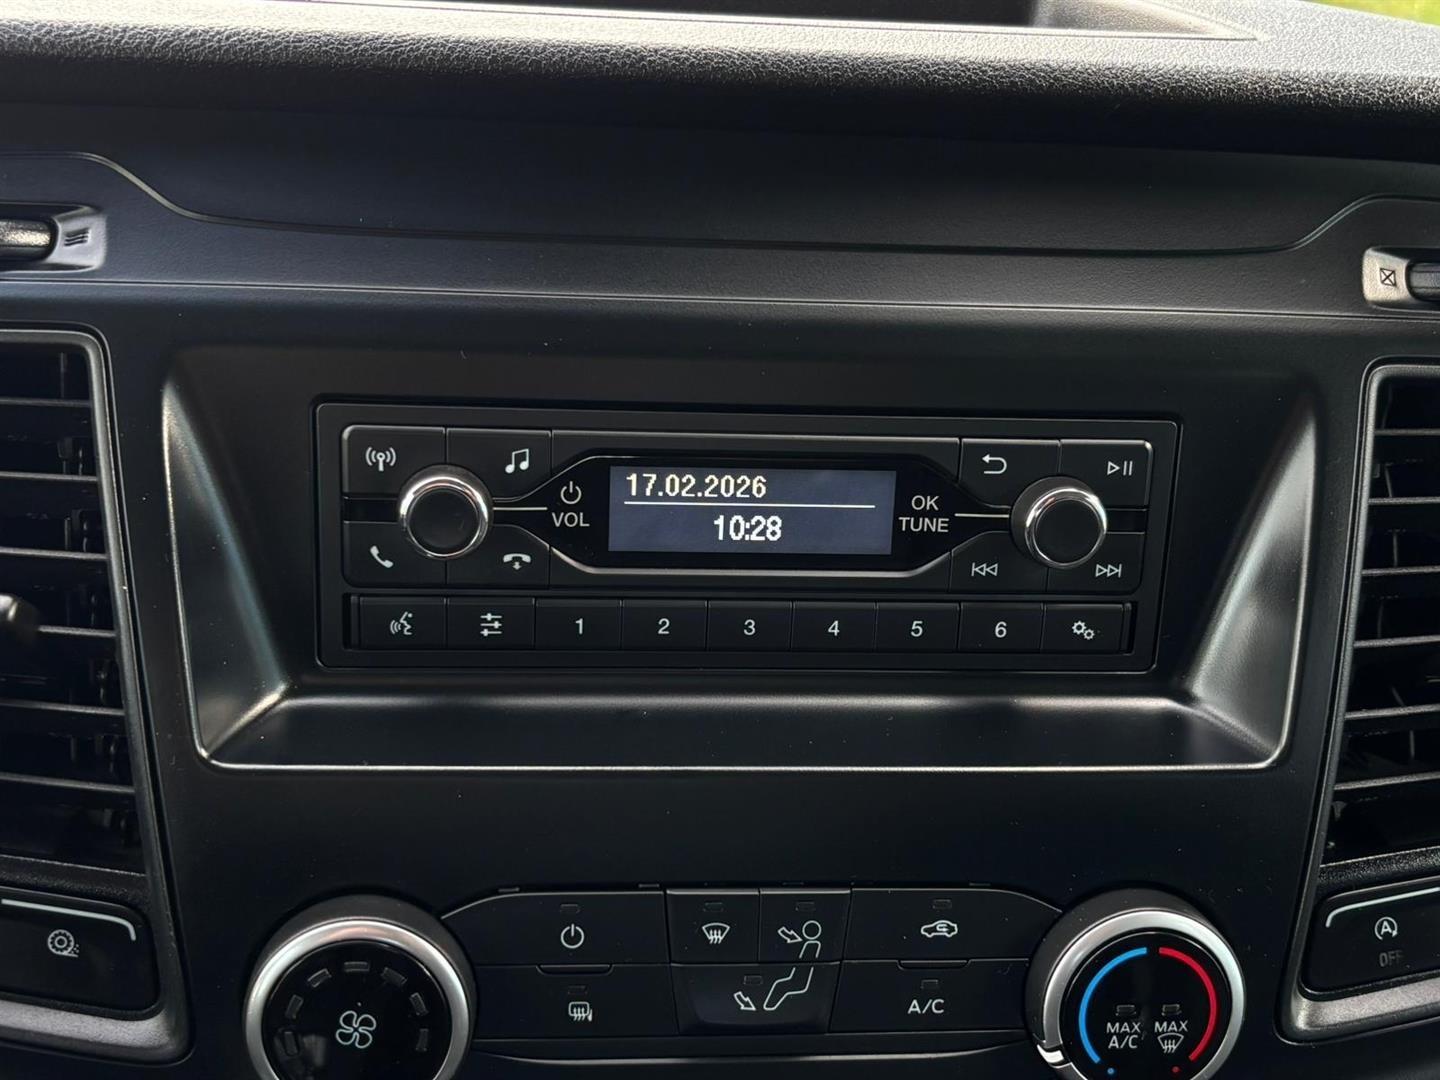 17.02.2026
10:28
VOL
OK
TUNE
1 2 3 4 5 6
A/C
MAX
A/C
MAX
OFF